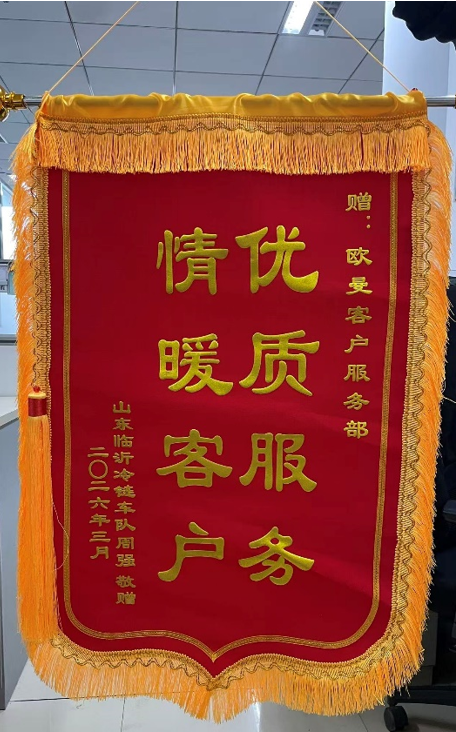 赠：欧曼客户服务部
优质服务
情暖客户
山东临沂冷链车队周强 敬赠
二〇二六年三月